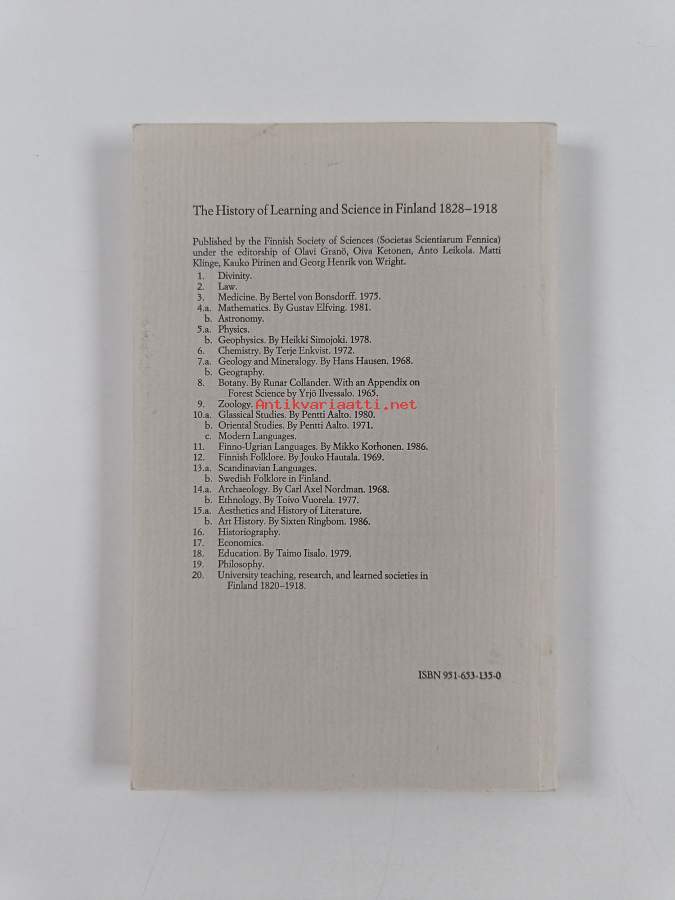 The History of Learning and Science in Finland 1828–1918
Published by the Finnish Society of Sciences (Societas Scientiarum Fennica)
under the editorship of Olavi Granö, Oiva Ketonen, Anto Leikola. Matti
Klinge, Kauko Pirinen and Georg Henrik von Wright.
1. Divinity.
2. Law.
3. Medicine. By Bertel von Bonsdorff. 1975.
4.a. Mathematics. By Gustav Elfving. 1981.
b. Astronomy.
5.a. Physics.
b. Geophysics. By Heikki Simojoki. 1978.
6. Chemistry. By Terje Enkvist. 1972.
7.a. Geology and Mineralogy. By Hans Hausen. 1968.
b. Geography.
8. Botany. By Runar Collander. With an Appendix on
Forest Science by Yrjö Ilvessalo. 1965.
9. Zoology.
Antikvariaatti.net
10.a. Glassical Studies. By Pentti Aalto. 1980.
b. Oriental Studies. By Pentti Aalto. 1971.
c. Modern Languages.
11. Finno-Ugrian Languages. By Mikko Korhonen. 1986.
12. Finnish Folklore. By Jouko Hautala. 1969.
13.a. Scandinavian Languages.
b. Swedish Folklore in Finland.
14.a. Archaeology. By Carl Axel Nordman. 1968.
b. Ethnology. By Toivo Vuorela. 1977.
15.a. Aesthetics and History of Literature.
b. Art History. By Sixten Ringbom. 1986.
16. Historiography.
17. Economics.
18. Education. By Taimo Iisalo. 1979.
19. Philosophy.
20. University teaching, research, and learned societies in
Finland 1820–1918.
ISBN 951-653-135-0